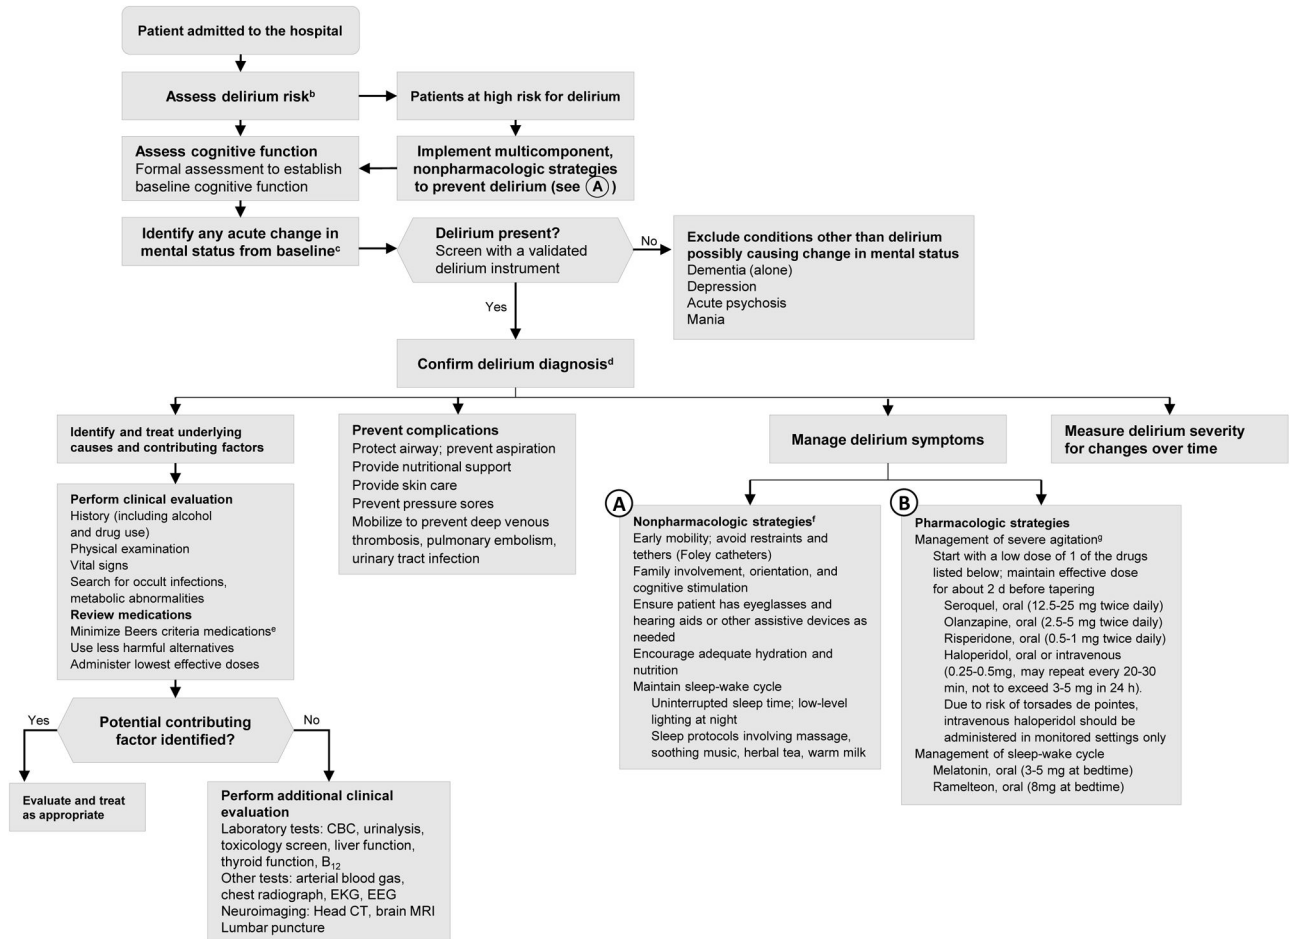 Patient admitted to the hospital
Assess delirium riskᵇ
Patients at high risk for delirium
Assess cognitive function
Formal assessment to establish
baseline cognitive function
Implement multicomponent,
nonpharmacologic strategies
to prevent delirium (see Ⓐ)
Identify any acute change in
mental status from baselineᶜ
Delirium present?
Screen with a validated
delirium instrument
No
Exclude conditions other than delirium
possibly causing change in mental status
Dementia (alone)
Depression
Acute psychosis
Mania
Yes
Confirm delirium diagnosisᵈ
Identify and treat underlying
causes and contributing factors
Prevent complications
Protect airway; prevent aspiration
Provide nutritional support
Provide skin care
Prevent pressure sores
Mobilize to prevent deep venous
thrombosis, pulmonary embolism,
urinary tract infection
Manage delirium symptoms
Measure delirium severity
for changes over time
Perform clinical evaluation
History (including alcohol
and drug use)
Physical examination
Vital signs
Search for occult infections,
metabolic abnormalities
Review medications
Minimize Beers criteria medicationsᵉ
Use less harmful alternatives
Administer lowest effective doses
Ⓐ
Nonpharmacologic strategiesᶠ
Early mobility; avoid restraints and
tethers (Foley catheters)
Family involvement, orientation, and
cognitive stimulation
Ensure patient has eyeglasses and
hearing aids or other assistive devices as
needed
Encourage adequate hydration and
nutrition
Maintain sleep-wake cycle
Uninterrupted sleep time; low-level
lighting at night
Sleep protocols involving massage,
soothing music, herbal tea, warm milk
Ⓑ
Pharmacologic strategies
Management of severe agitationᵍ
Start with a low dose of 1 of the drugs
listed below; maintain effective dose
for about 2 d before tapering
Seroquel, oral (12.5-25 mg twice daily)
Olanzapine, oral (2.5-5 mg twice daily)
Risperidone, oral (0.5-1 mg twice daily)
Haloperidol, oral or intravenous
(0.25-0.5mg, may repeat every 20-30
min, not to exceed 3-5 mg in 24 h).
Due to risk of torsades de pointes,
intravenous haloperidol should be
administered in monitored settings only
Management of sleep-wake cycle
Melatonin, oral (3-5 mg at bedtime)
Ramelteon, oral (8mg at bedtime)
Yes
Potential contributing
factor identified?
No
Evaluate and treat
as appropriate
Perform additional clinical
evaluation
Laboratory tests: CBC, urinalysis,
toxicology screen, liver function,
thyroid function, B₁₂
Other tests: arterial blood gas,
chest radiograph, EKG, EEG
Neuroimaging: Head CT, brain MRI
Lumbar puncture